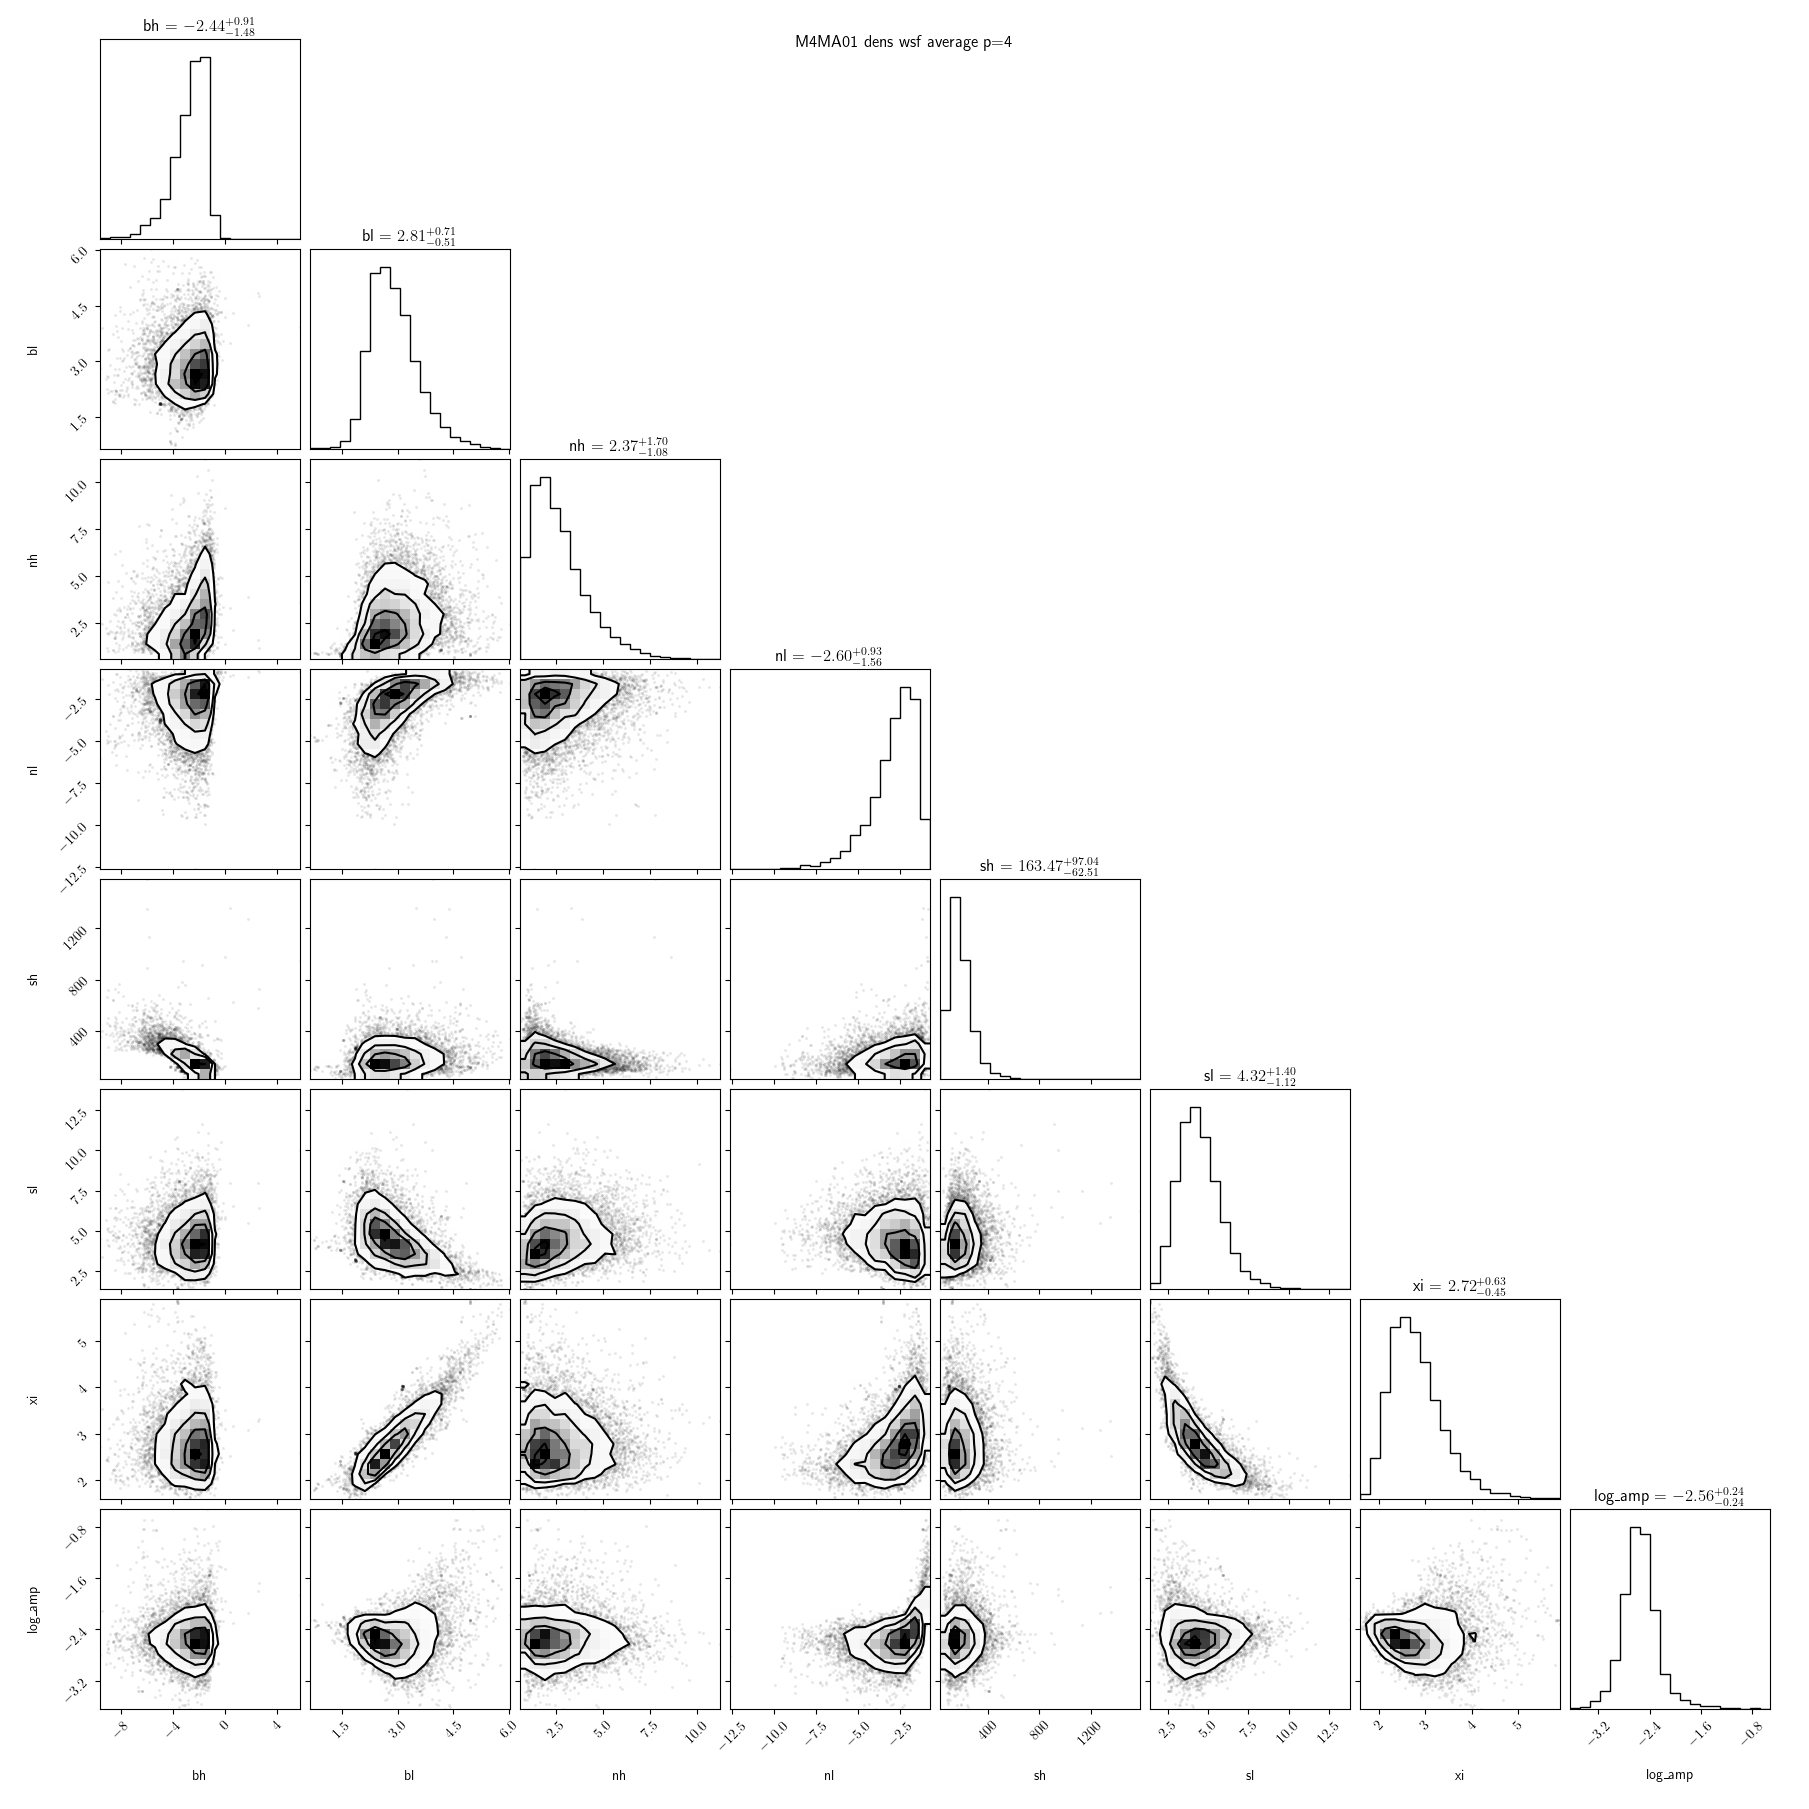 M4MA01 dens wsf average p=4
bh = −2.44+0.91−1.48
bl = 2.81+0.71−0.51
nh = 2.37+1.70−1.08
nl = −2.60+0.93−1.56
sh = 163.47+97.04−62.51
sl = 4.32+1.40−1.12
xi = 2.72+0.63−0.45
log_amp = −2.56+0.24−0.24
bl
6.0
4.5
3.0
1.5
nh
10.0
7.5
5.0
2.5
nl
−2.5
−5.0
−7.5
−10.0
−12.5
sh
1200
800
400
sl
12.5
10.0
7.5
5.0
2.5
xi
5
4
3
2
log_amp
−0.8
−1.6
−2.4
−3.2
−8 −4 0 4
1.5 3.0 4.5 6.0
2.5 5.0 7.5 10.0
−12.5 −10.0 −7.5 −5.0 −2.5
400 800 1200
2.5 5.0 7.5 10.0 12.5
2 3 4 5
−3.2 −2.4 −1.6 −0.8
bh bl nh nl sh sl xi log_amp